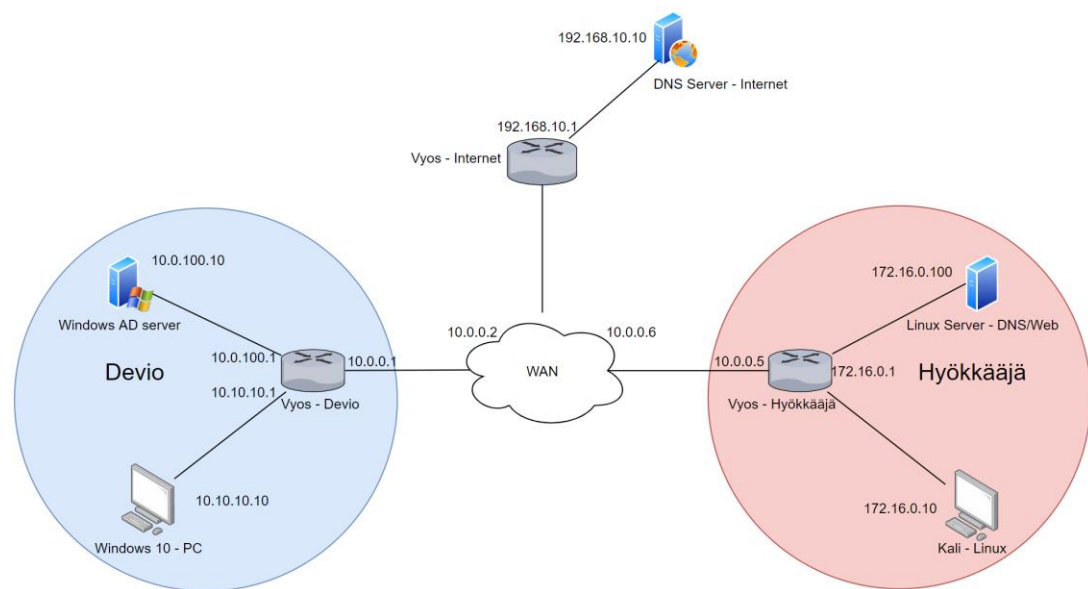 192.168.10.10
DNS Server - Internet
192.168.10.1
Vyos - Internet
10.0.100.10
Windows AD server
Devio
10.0.100.1
10.10.10.1
10.0.0.1
Vyos - Devio
10.10.10.10
Windows 10 - PC
10.0.0.2
10.0.0.6
WAN
172.16.0.100
Linux Server - DNS/Web
10.0.0.5
172.16.0.1
Hyökkääjä
Vyos - Hyökkääjä
172.16.0.10
Kali - Linux